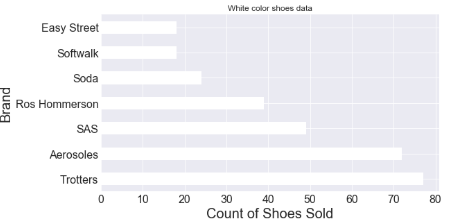 White color shoes data
Easy Street
Softwalk
Soda
Ros Hommerson
SAS
Aerosoles
Trotters
Brand
0 10 20 30 40 50 60 70 80
Count of Shoes Sold